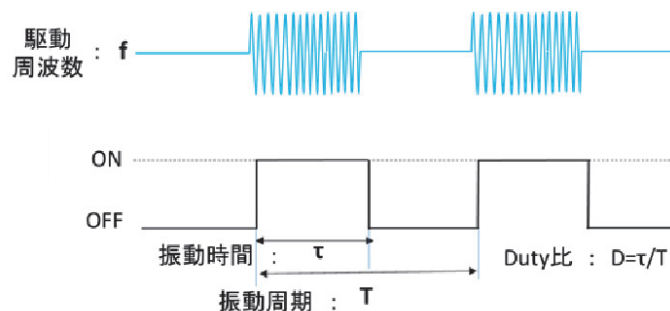 駆動
周波数 : f
ON
OFF
振動時間 : τ
Duty比 : D=τ/T
振動周期 : T